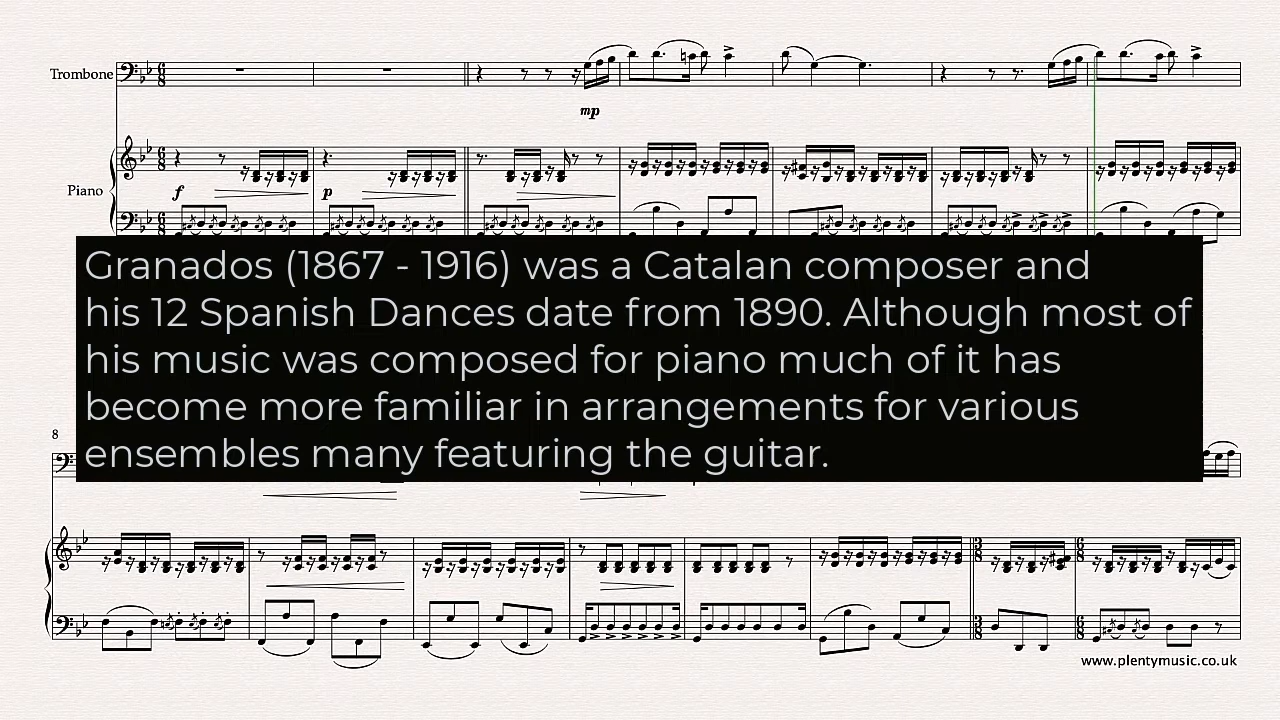 Trombone
mp
Piano
f
p
Granados (1867 - 1916) was a Catalan composer and
his 12 Spanish Dances date from 1890. Although most of
his music was composed for piano much of it has
become more familiar in arrangements for various
ensembles many featuring the guitar.
8
www.plentymusic.co.uk